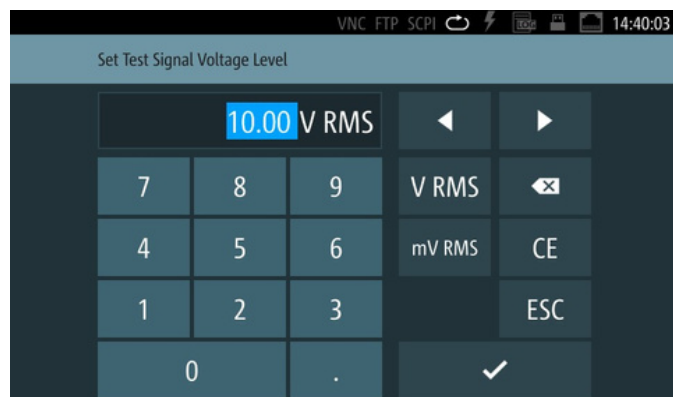 VNC FTP SCPI LOG 14:40:03
Set Test Signal Voltage Level
10.00 V RMS
7 8 9 V RMS
4 5 6 mV RMS CE
1 2 3 ESC
0 .